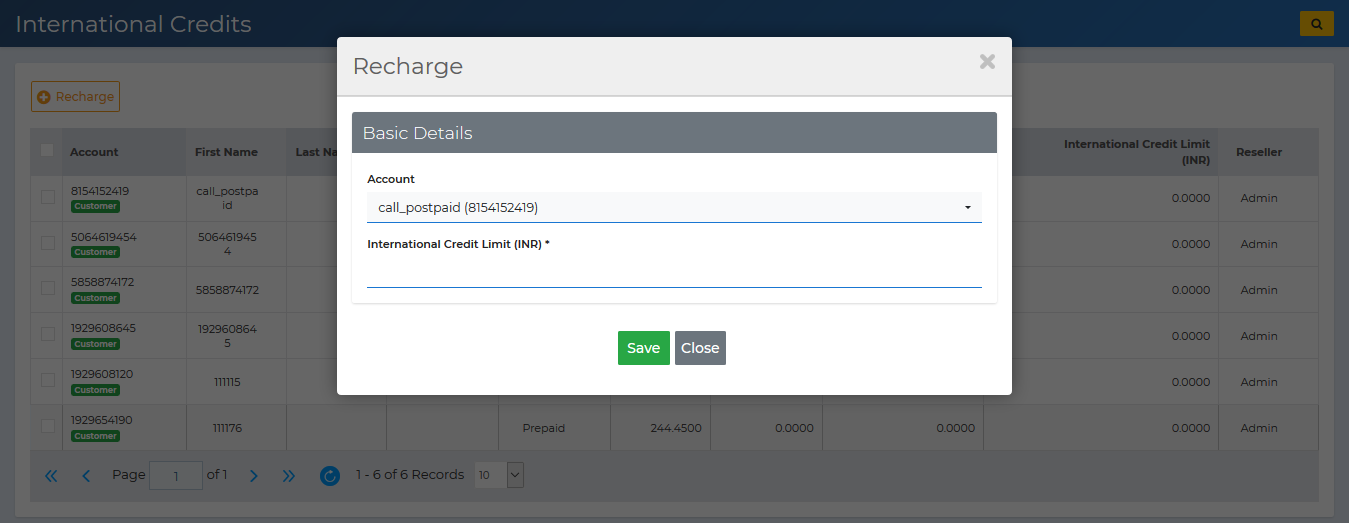 International Credits
Recharge
Recharge
Basic Details
Account
call_postpaid (8154152419)
International Credit Limit (INR) *
Save Close
Account First Name Last Na International Credit Limit (INR) Reseller
8154152419 Customer call_postpaid 0.0000 Admin
5064619454 Customer 5064619454 0.0000 Admin
5858874172 Customer 5858874172 0.0000 Admin
1929608645 Customer 1929608645 0.0000 Admin
1929608120 Customer 111115 0.0000 Admin
1929654190 Customer 111176 Prepaid 244.4500 0.0000 0.0000 0.0000 Admin
Page 1 of 1 1 - 6 of 6 Records 10